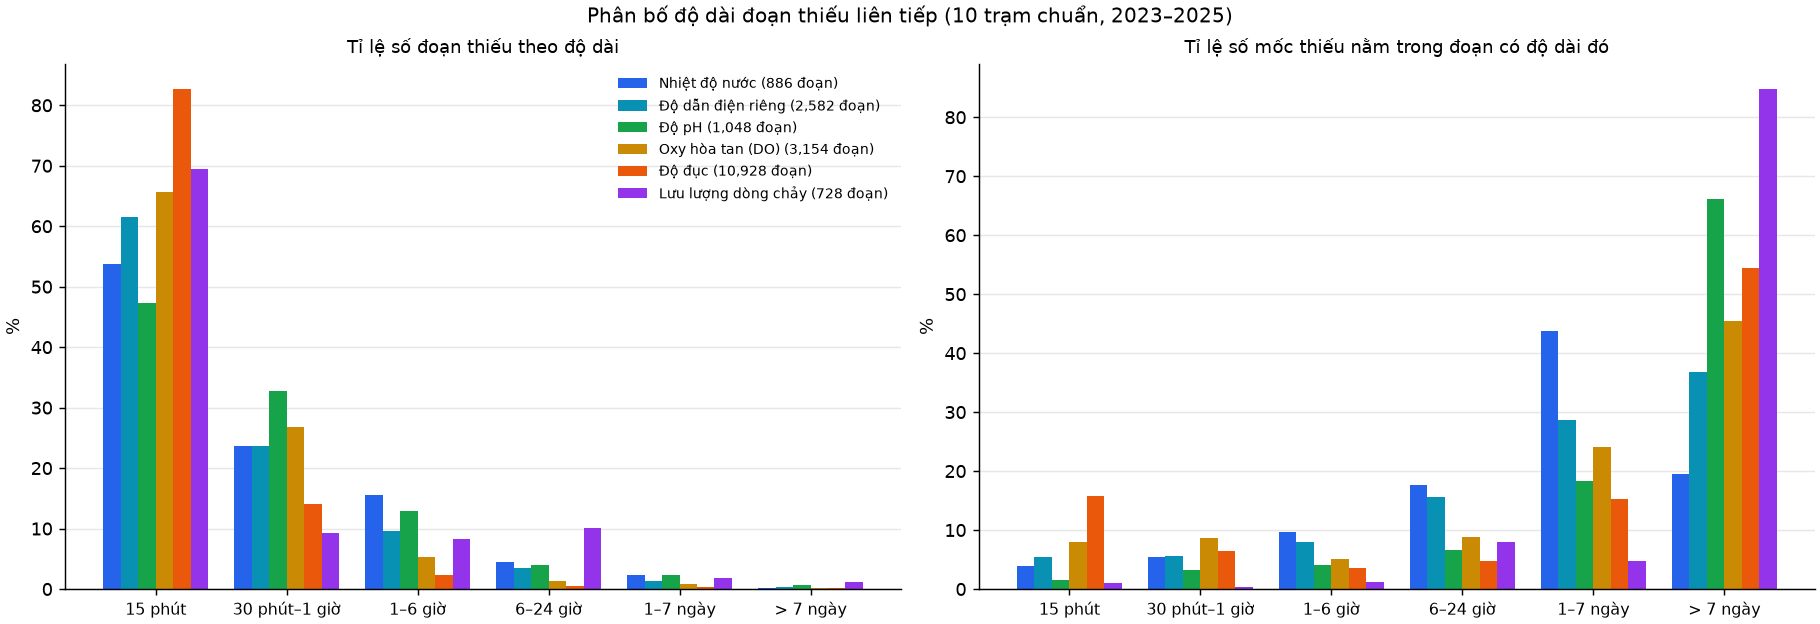 Phân bố độ dài đoạn thiếu liên tiếp (10 trạm chuẩn, 2023–2025)
Tỉ lệ số đoạn thiếu theo độ dài
%
80
70
60
50
40
30
20
10
0
Nhiệt độ nước (886 đoạn)
Độ dẫn điện riêng (2,582 đoạn)
Độ pH (1,048 đoạn)
Oxy hòa tan (DO) (3,154 đoạn)
Độ đục (10,928 đoạn)
Lưu lượng dòng chảy (728 đoạn)
15 phút 30 phút–1 giờ 1–6 giờ 6–24 giờ 1–7 ngày > 7 ngày
Tỉ lệ số mốc thiếu nằm trong đoạn có độ dài đó
%
80
70
60
50
40
30
20
10
0
15 phút 30 phút–1 giờ 1–6 giờ 6–24 giờ 1–7 ngày > 7 ngày